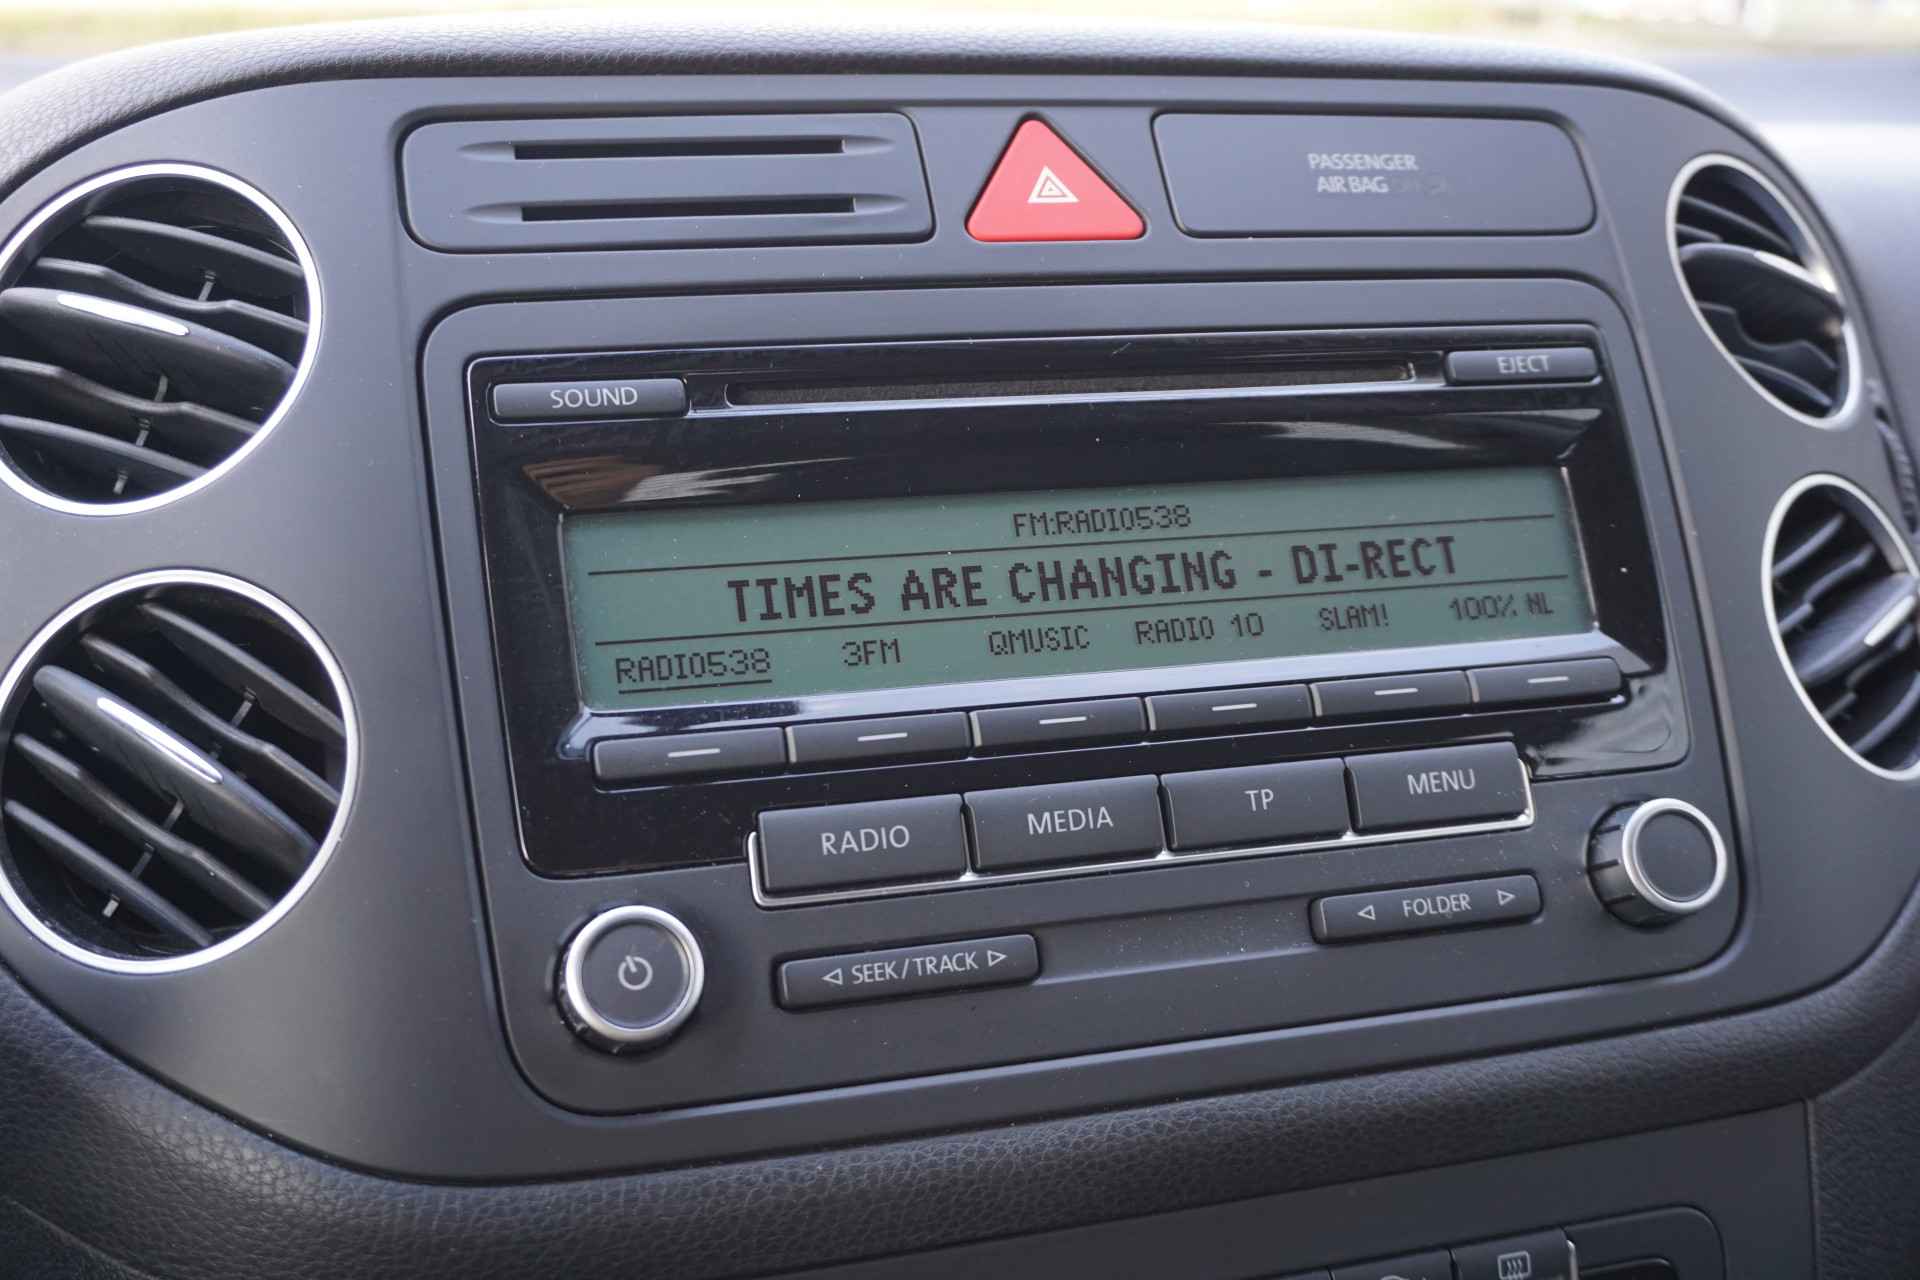 PASSENGER
AIR BAG
SOUND
EJECT
FM:RADIO538
TIMES ARE CHANGING - DI-RECT
RADIO538 3FM QMUSIC RADIO 10 SLAM! 100% NL
RADIO MEDIA TP MENU
◁ FOLDER ▷
◁ SEEK / TRACK ▷